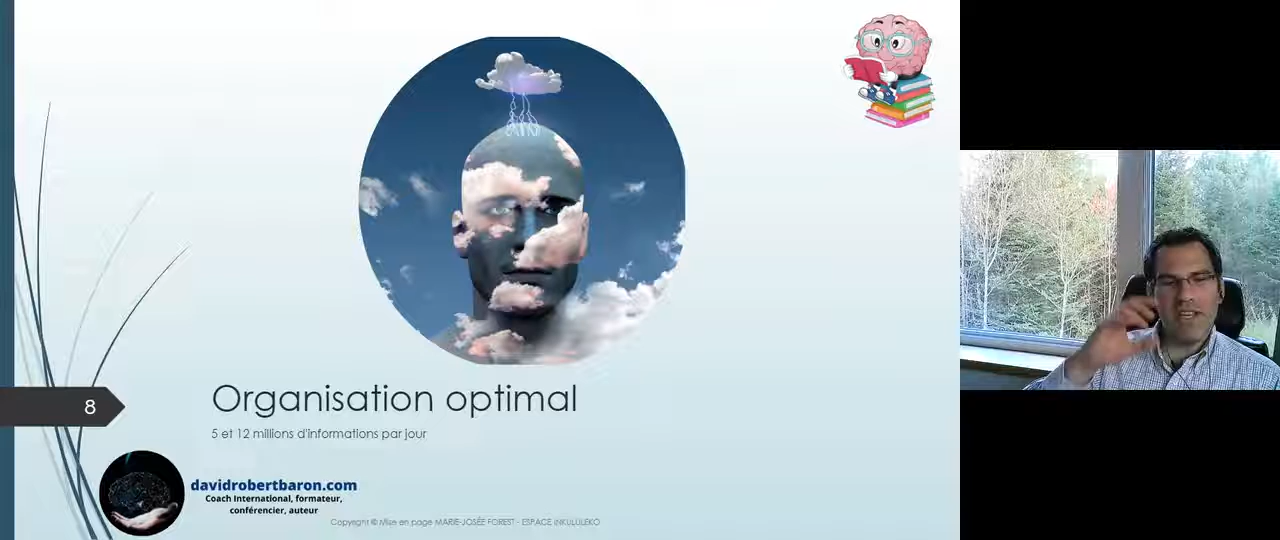 8
Organisation optimal
5 et 12 millions d'informations par jour
davidrobertbaron.com
Coach International, formateur,
conférencier, auteur
Copyright © Mise en page MARIE-JOSÉE FOREST - ESPACE INKULULEKO